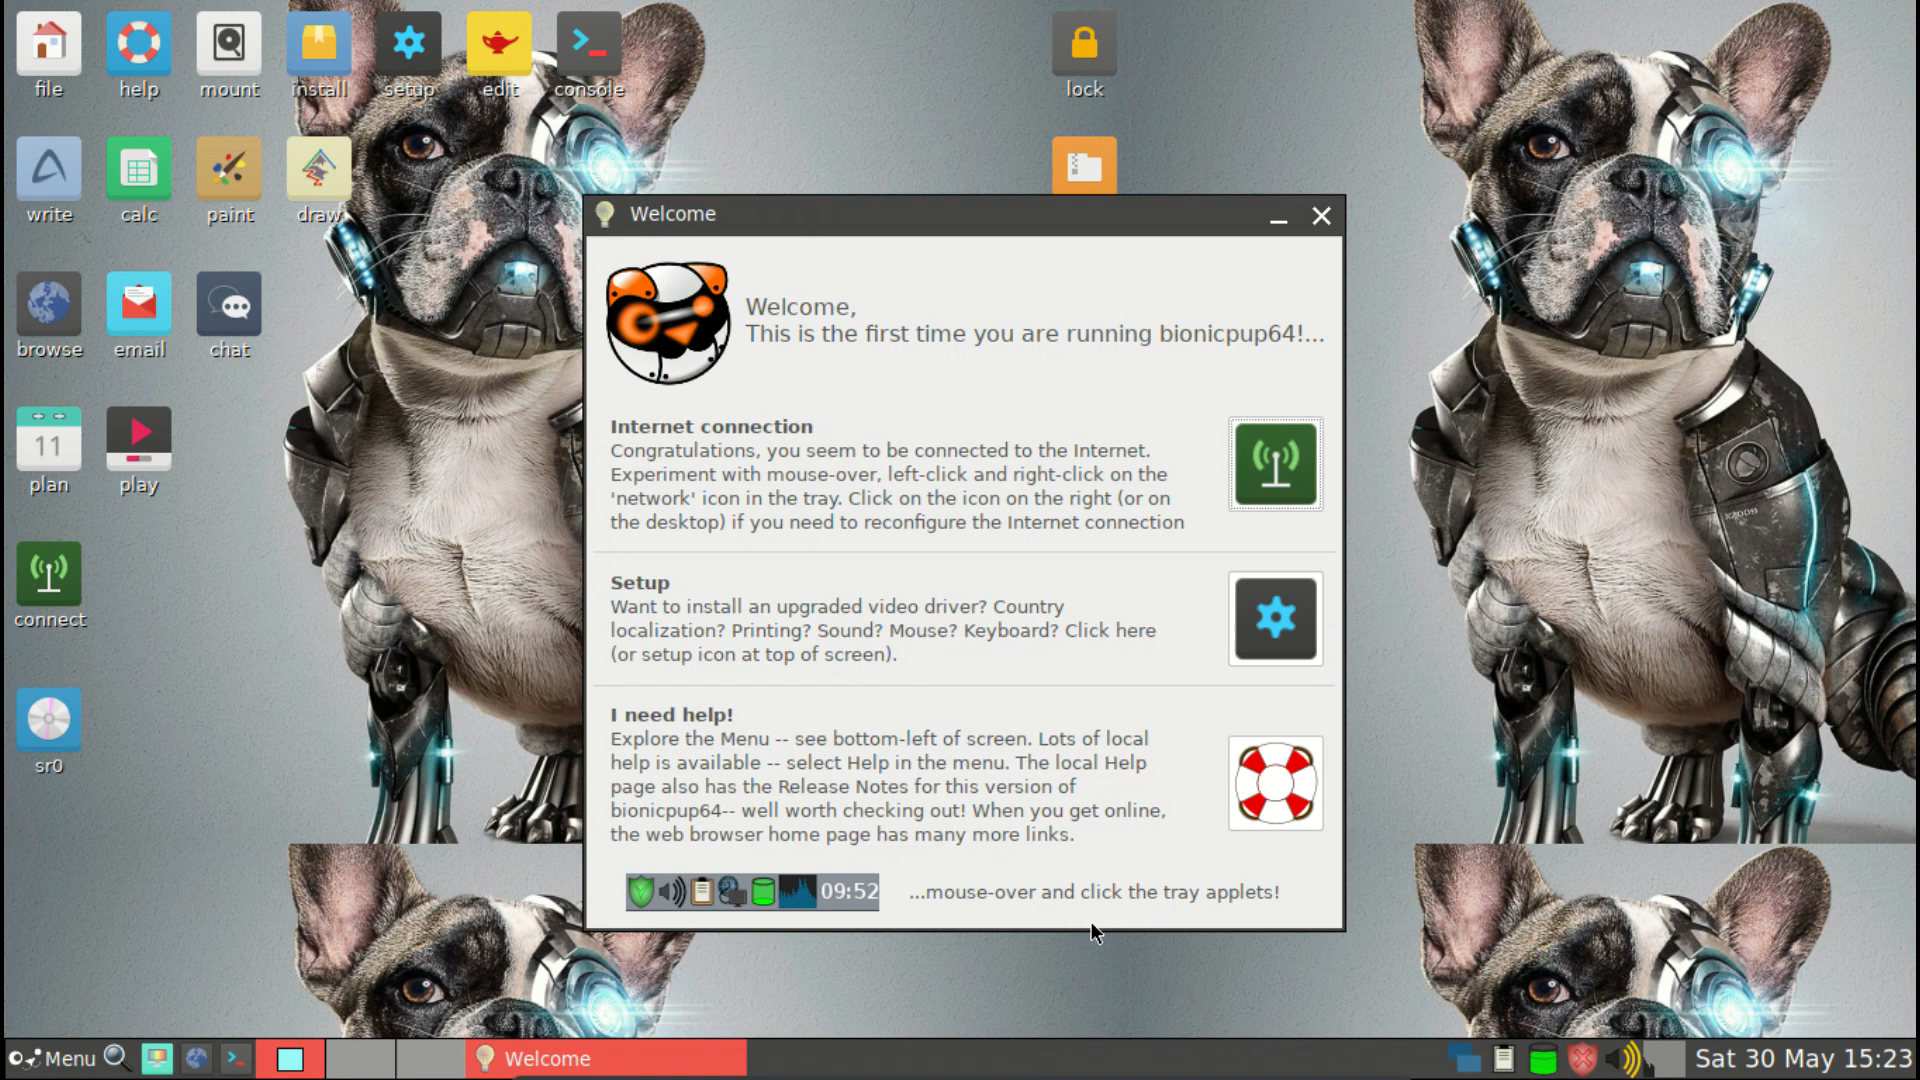 file
help
mount
install
setup
edit
console
lock
write
calc
paint
draw
browse
email
chat
11
plan
play
connect
sr0
Welcome
Welcome,
This is the first time you are running bionicpup64!...
Internet connection
Congratulations, you seem to be connected to the Internet.
Experiment with mouse-over, left-click and right-click on the
'network' icon in the tray. Click on the icon on the right (or on
the desktop) if you need to reconfigure the Internet connection
Setup
Want to install an upgraded video driver? Country
localization? Printing? Sound? Mouse? Keyboard? Click here
(or setup icon at top of screen).
I need help!
Explore the Menu -- see bottom-left of screen. Lots of local
help is available -- select Help in the menu. The local Help
page also has the Release Notes for this version of
bionicpup64-- well worth checking out! When you get online,
the web browser home page has many more links.
09:52
...mouse-over and click the tray applets!
Menu
Welcome
Sat 30 May 15:23